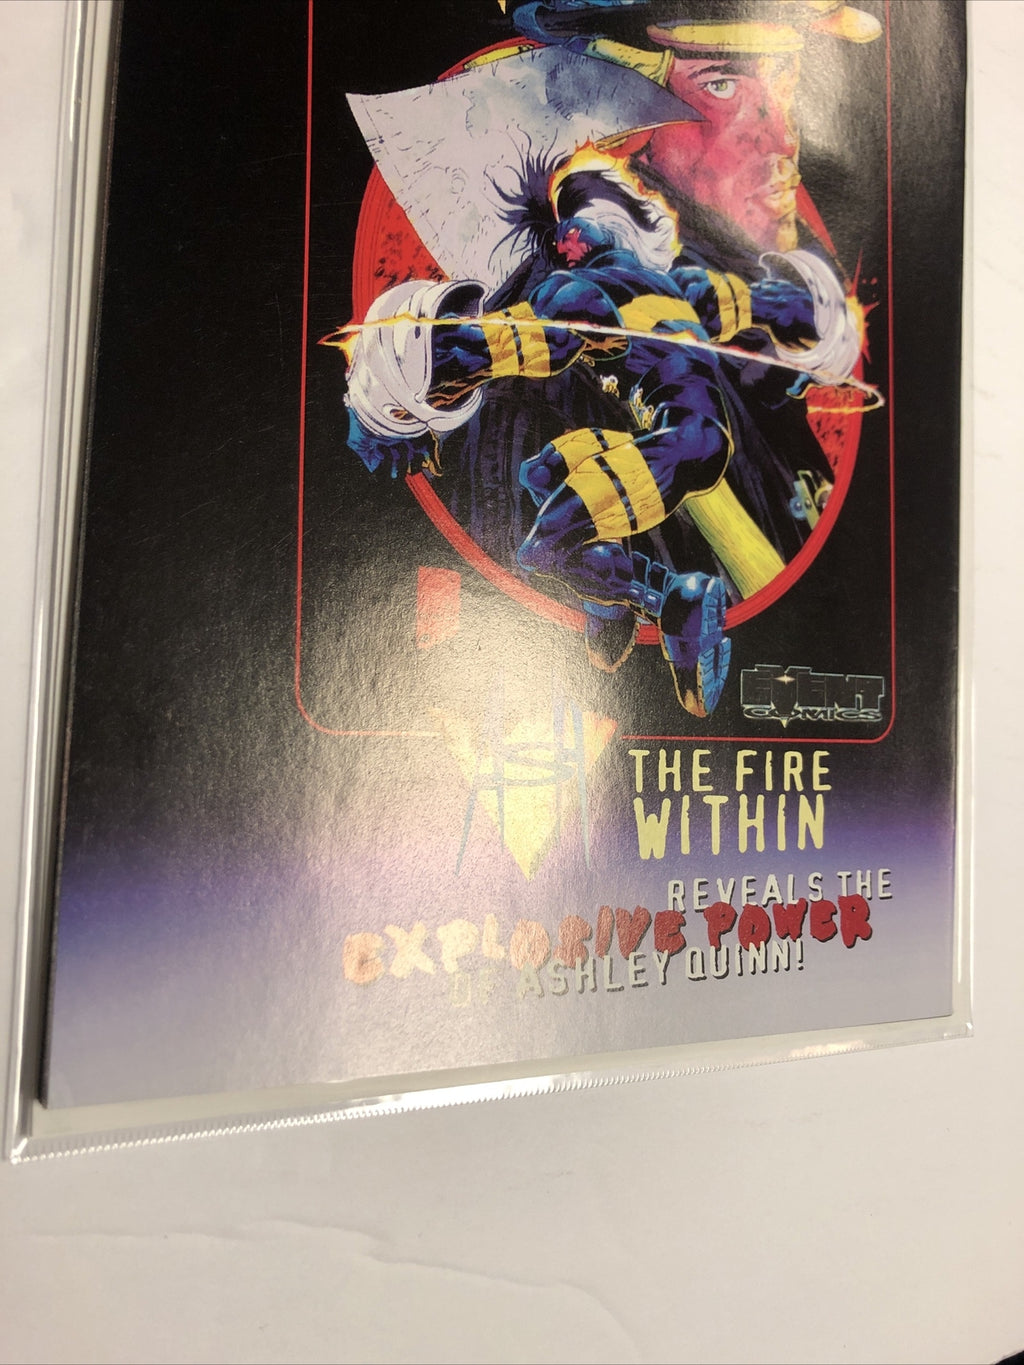 EVENT
COMICS
ASH
THE FIRE
WITHIN
REVEALS THE
EXPLOSIVE POWER
OF ASHLEY QUINN!